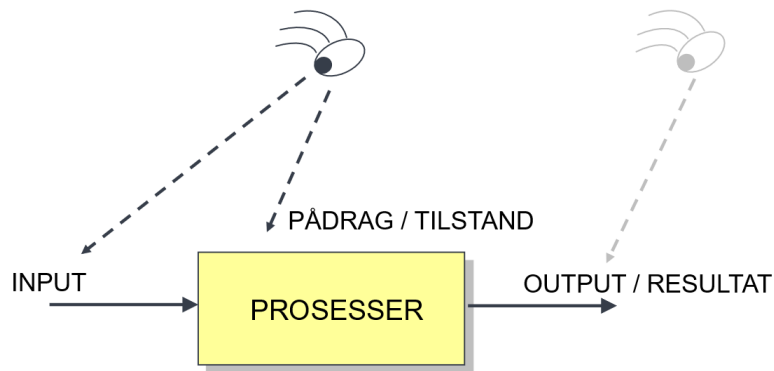 PÅDRAG / TILSTAND
INPUT
OUTPUT / RESULTAT
PROSESSER